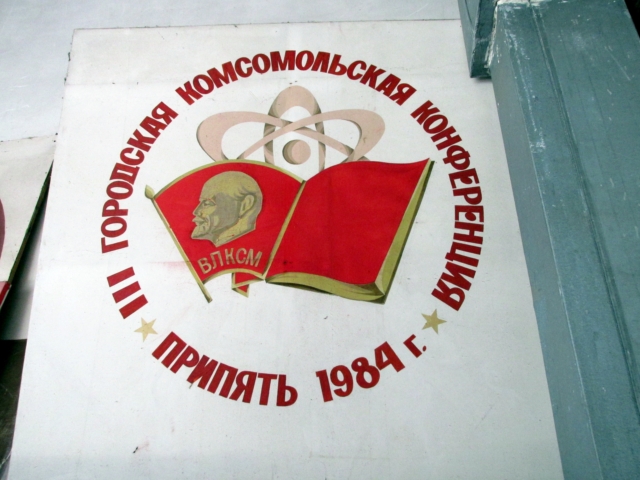 III ГОРОДСКАЯ КОМСОМОЛЬСКАЯ КОНФЕРЕНЦИЯ
ВЛКСМ
ПРИПЯТЬ 1984 г.